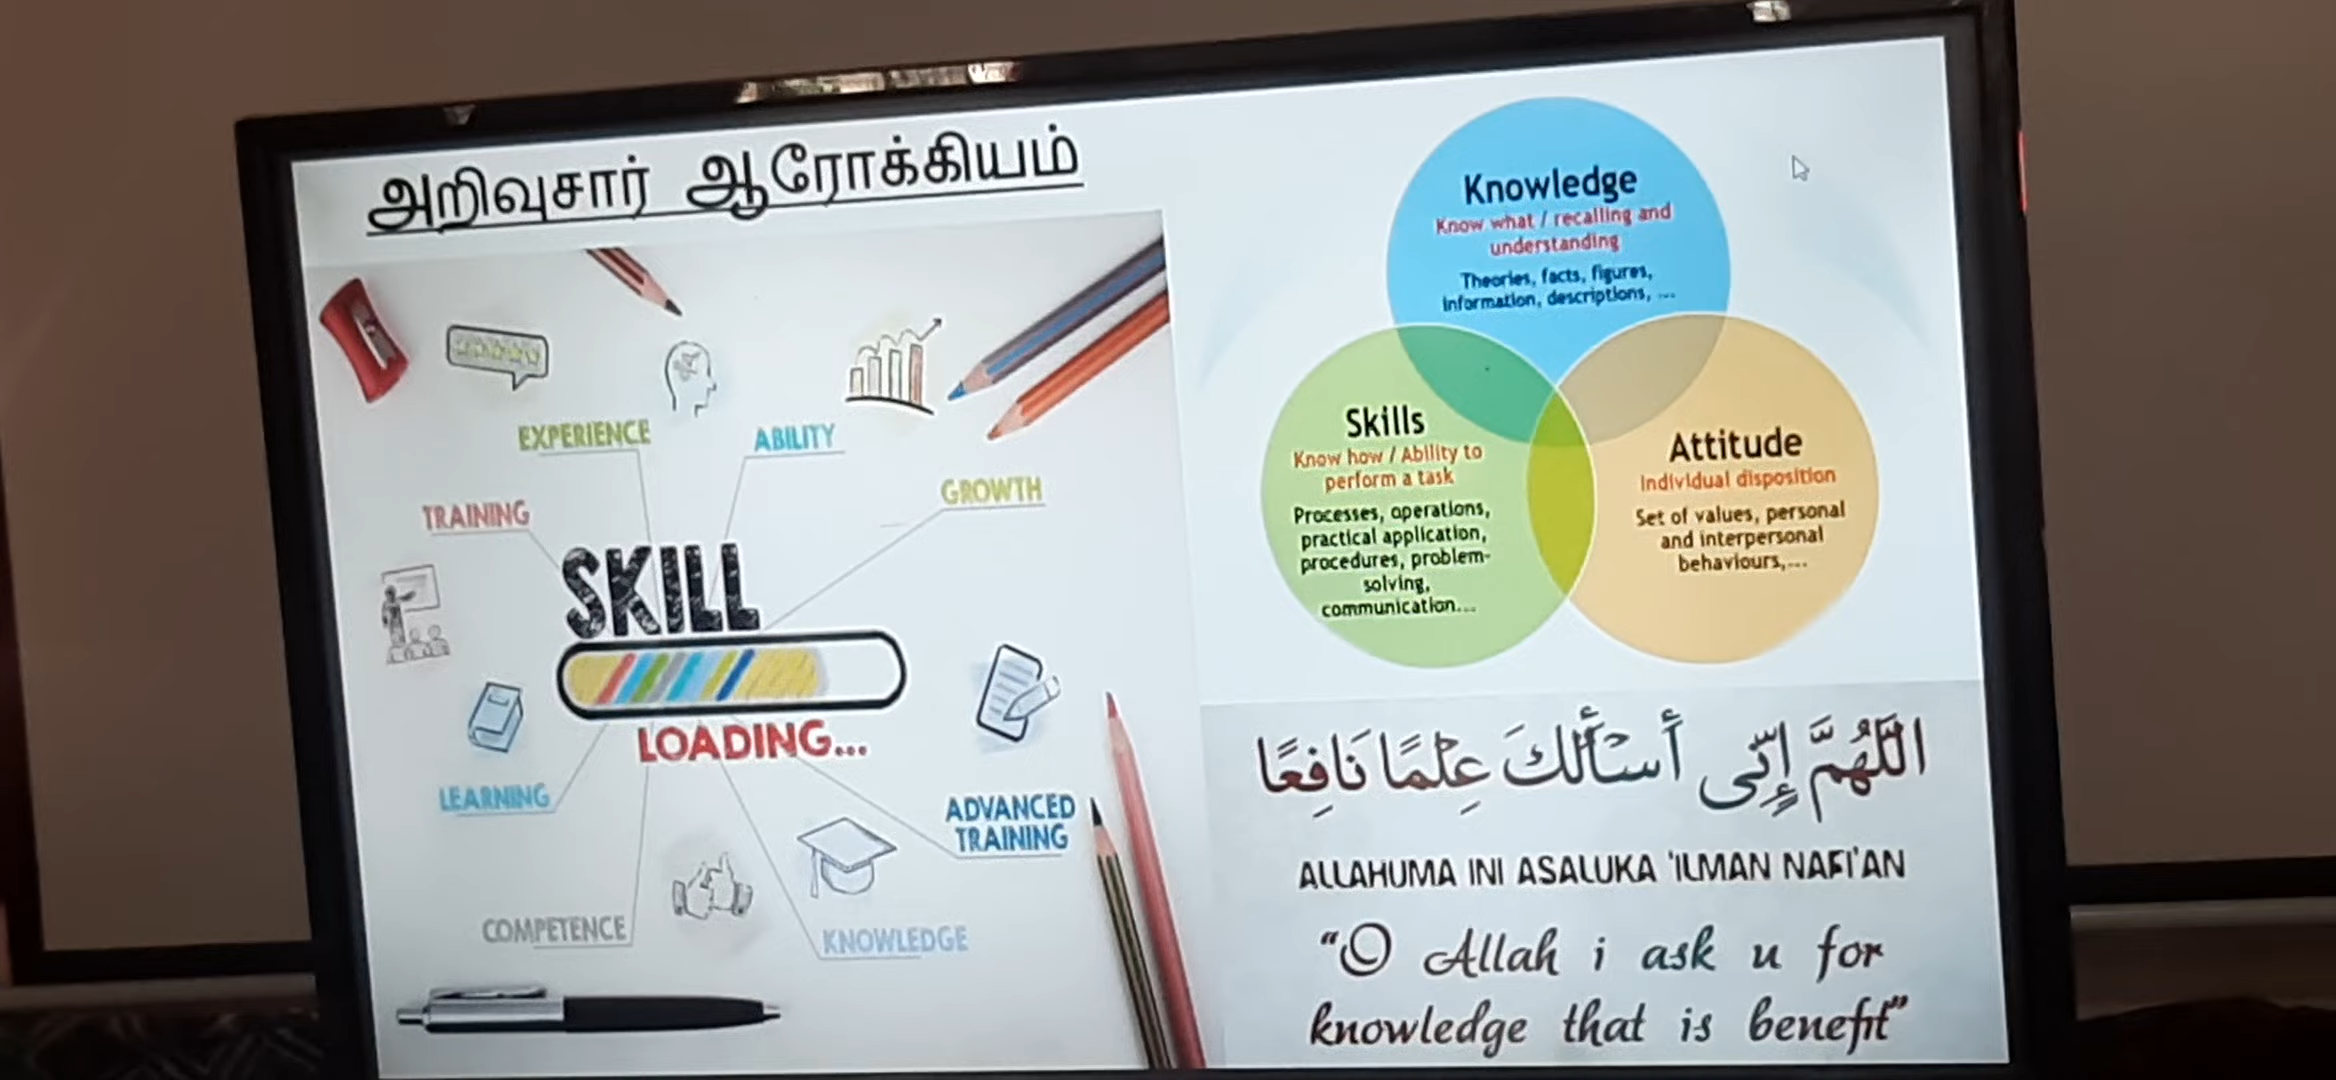 அறிவுசார் ஆரோக்கியம்
EXPERIENCE
ABILITY
TRAINING
GROWTH
SKILL
LOADING...
LEARNING
ADVANCED
TRAINING
COMPETENCE
KNOWLEDGE
Knowledge
Know what / recalling and
understanding
Theories, facts, figures,
information, descriptions, ...
Skills
Know how / Ability to
perform a task
Processes, operations,
practical application,
procedures, problem-
solving,
communication...
Attitude
Individual disposition
Set of values, personal
and interpersonal
behaviours,...
اللَّهُمَّ إِنِّى أَسْأَلُكَ عِلْمًا نَافِعًا
ALLAHUMA INI ASALUKA 'ILMAN NAFI'AN
"O Allah i ask u for
knowledge that is benefit"